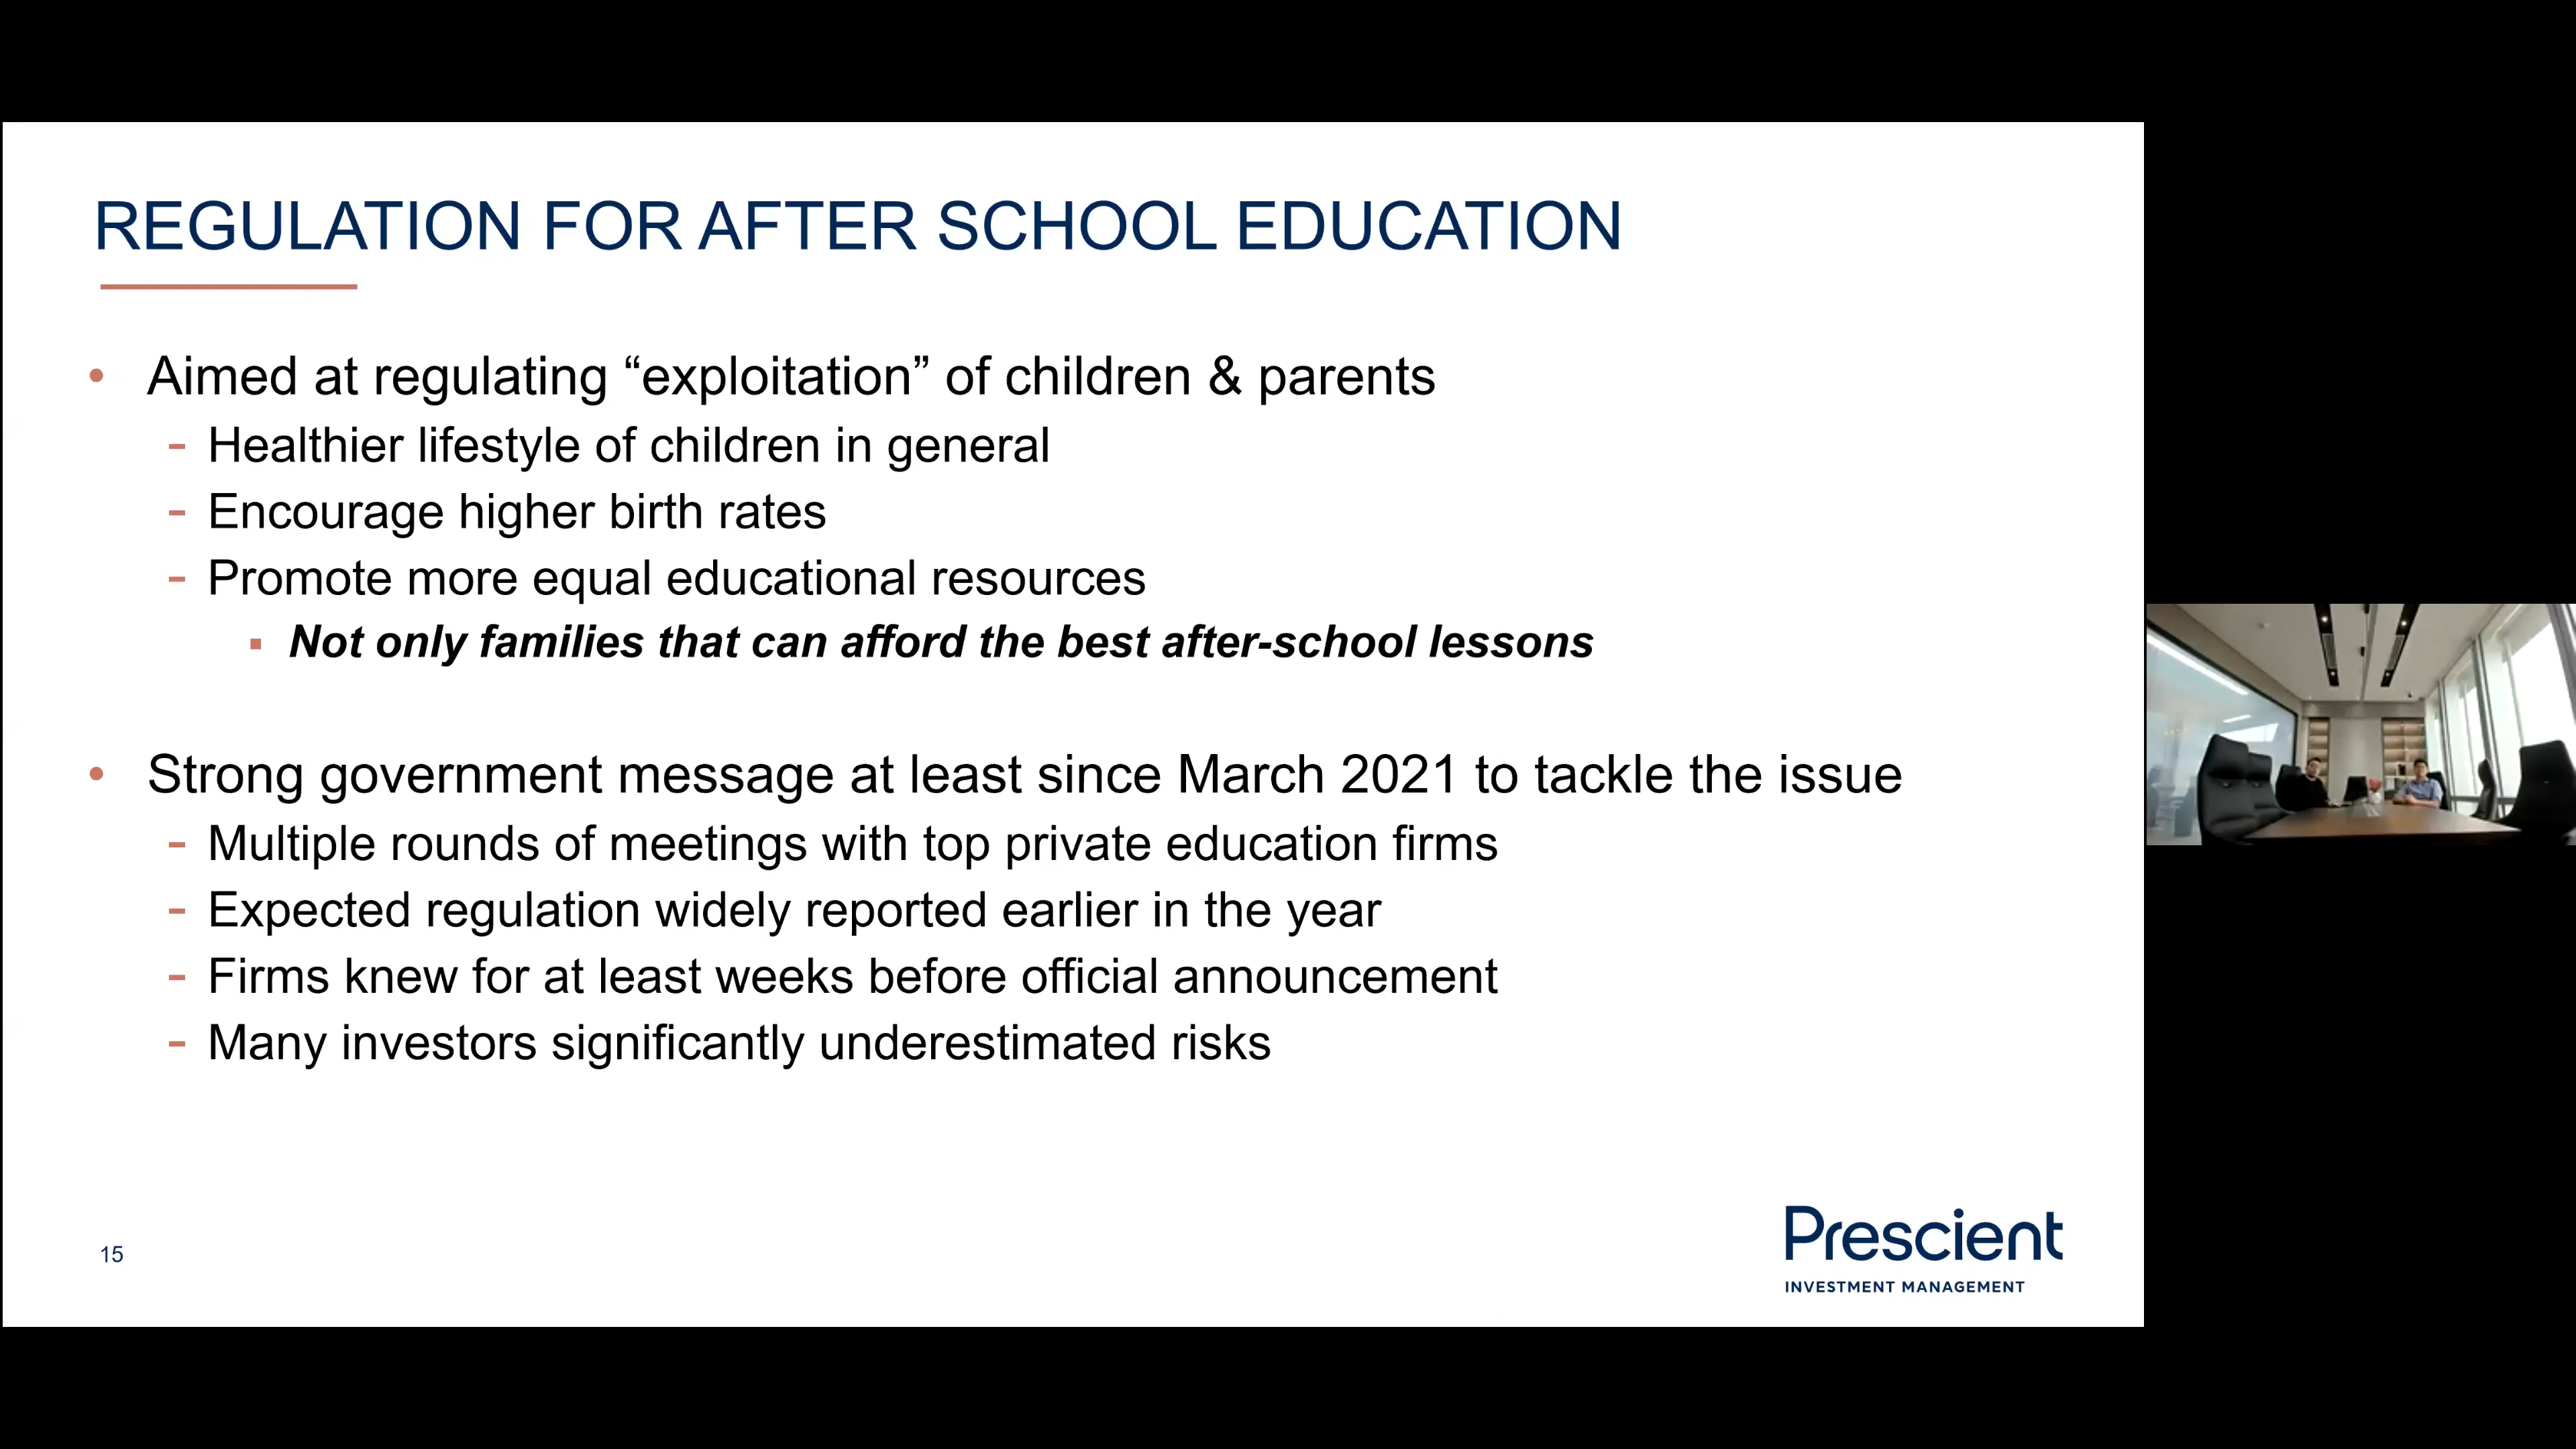 REGULATION FOR AFTER SCHOOL EDUCATION
• Aimed at regulating “exploitation” of children & parents
- Healthier lifestyle of children in general
- Encourage higher birth rates
- Promote more equal educational resources
▪ Not only families that can afford the best after-school lessons
• Strong government message at least since March 2021 to tackle the issue
- Multiple rounds of meetings with top private education firms
- Expected regulation widely reported earlier in the year
- Firms knew for at least weeks before official announcement
- Many investors significantly underestimated risks
15
Prescient
INVESTMENT MANAGEMENT